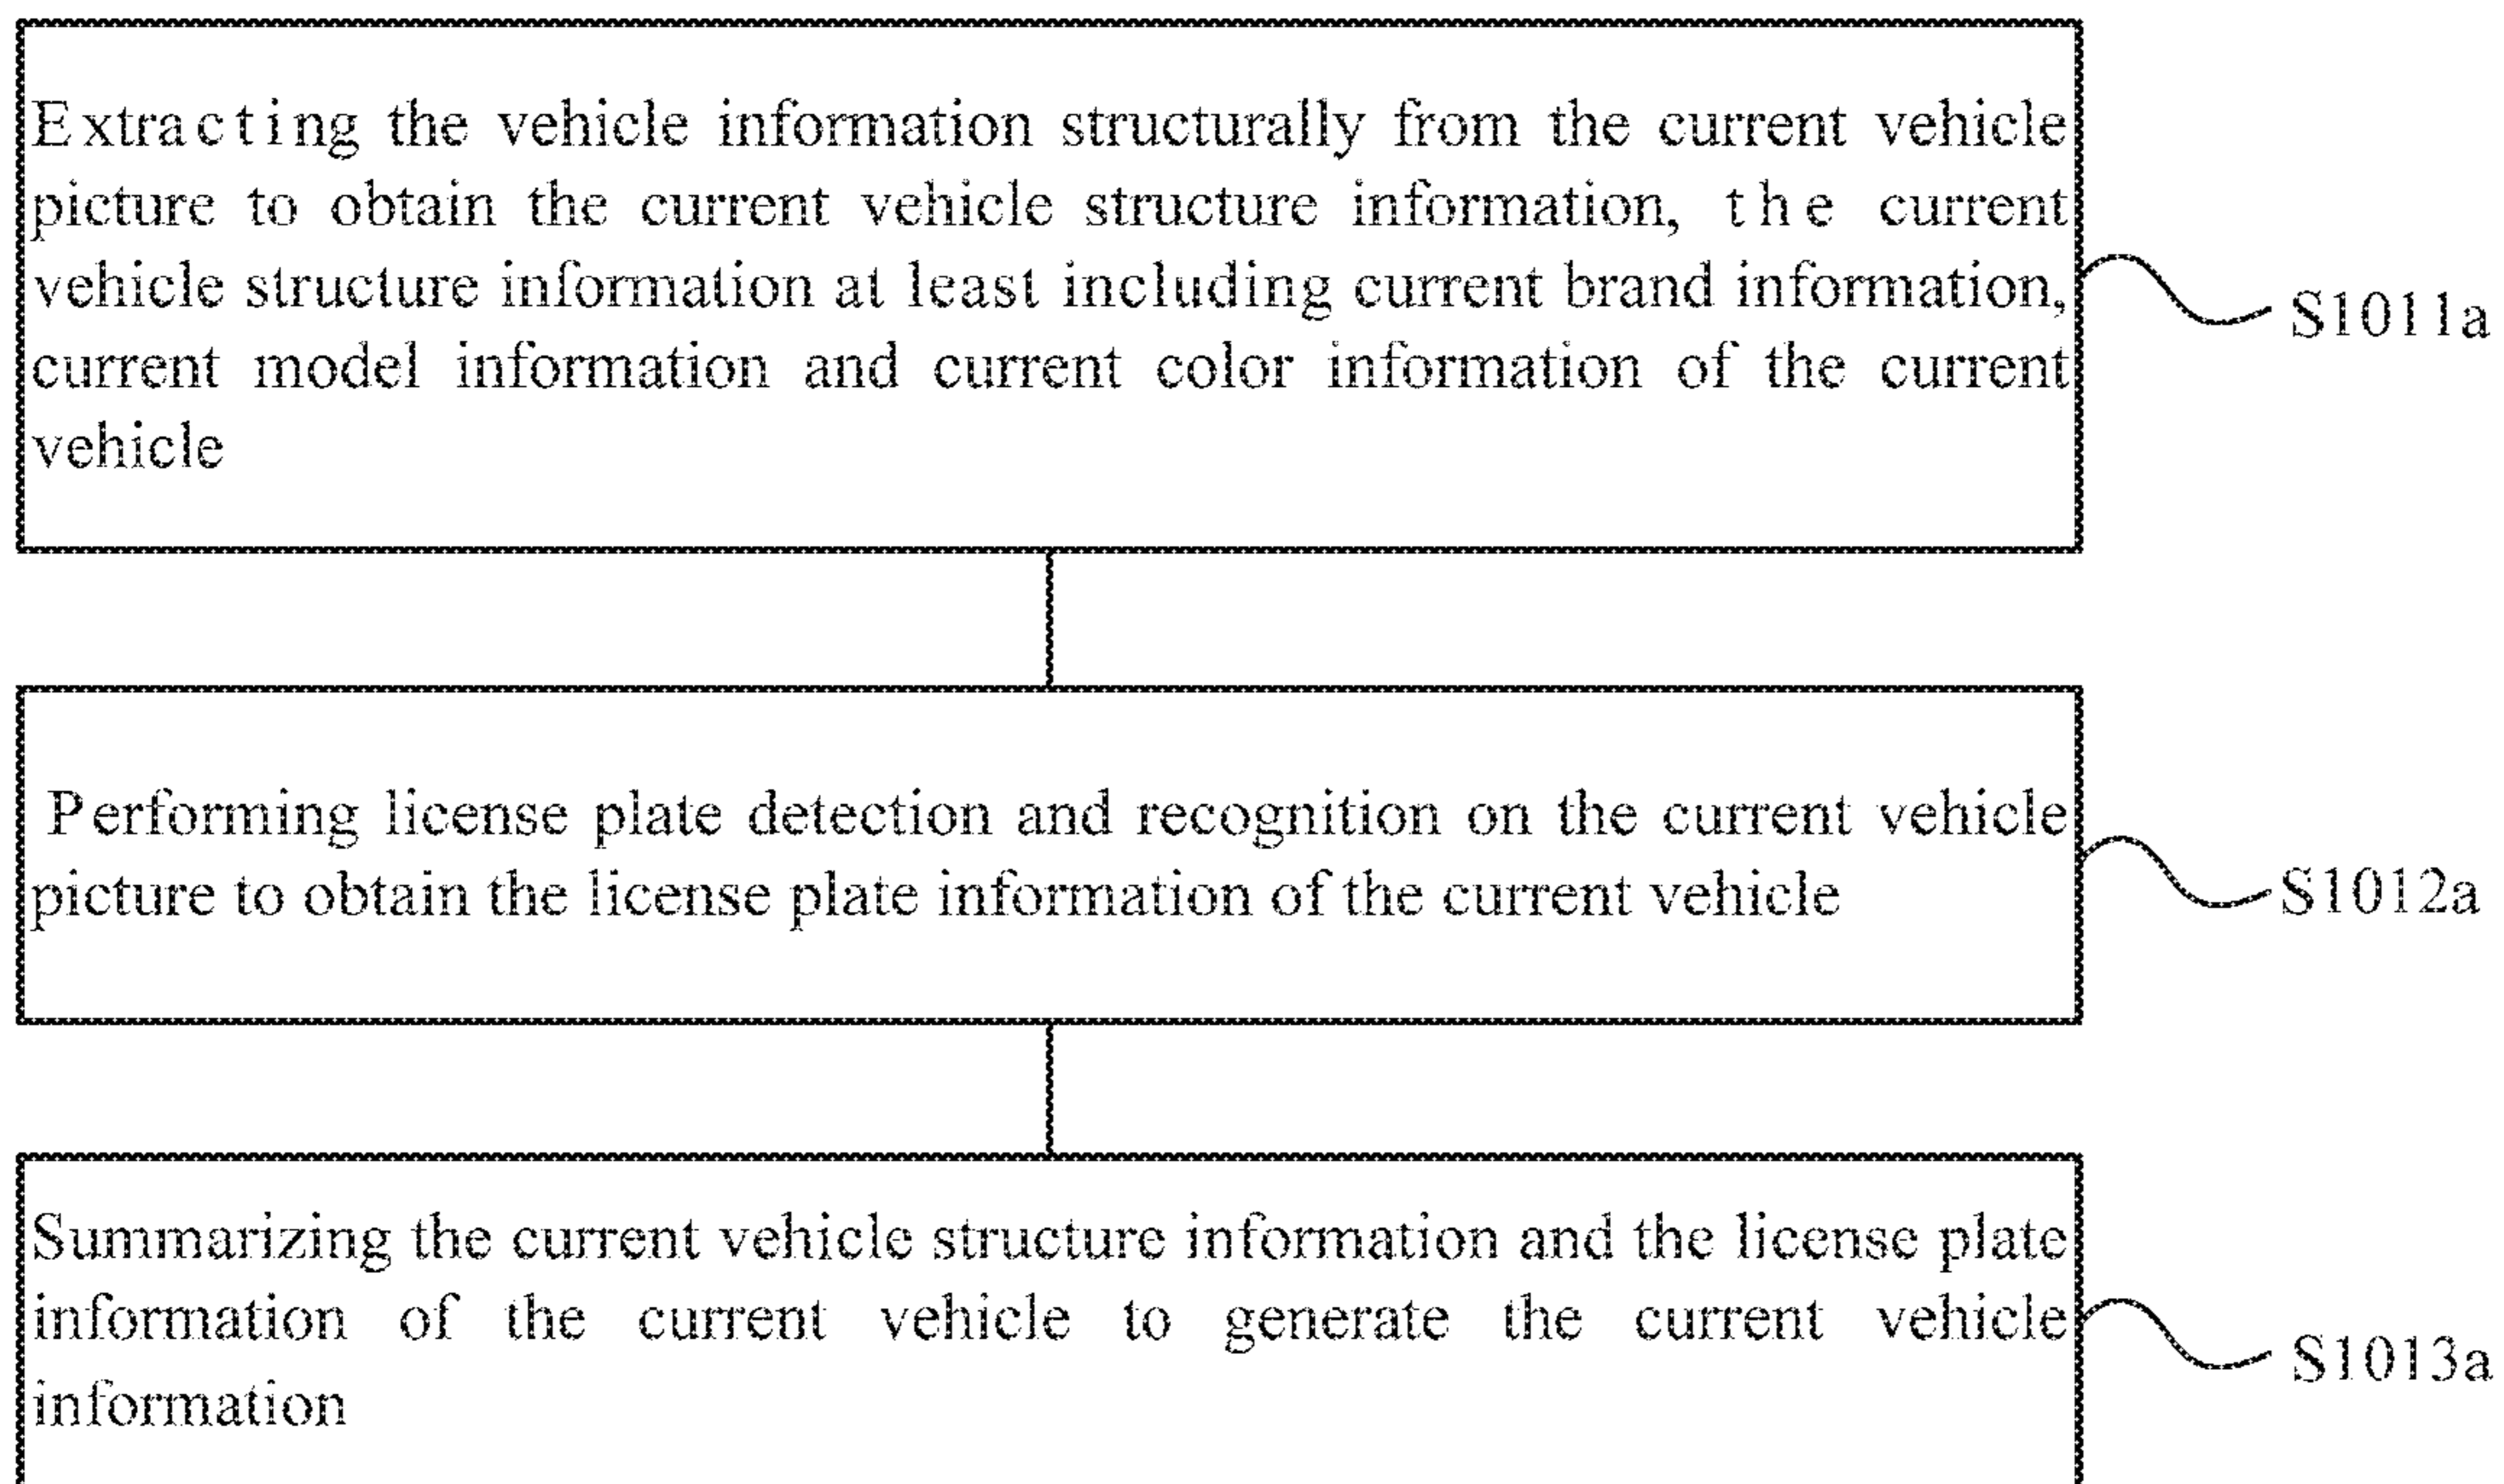 Extracting the vehicle information structurally from the current vehicle
picture to obtain the current vehicle structure information, the current
vehicle structure information at least including current brand information,
current model information and current color information of the current
vehicle
S1011a
Performing license plate detection and recognition on the current vehicle
picture to obtain the license plate information of the current vehicle
S1012a
Summarizing the current vehicle structure information and the license plate
information of the current vehicle to generate the current vehicle
information
S1013a